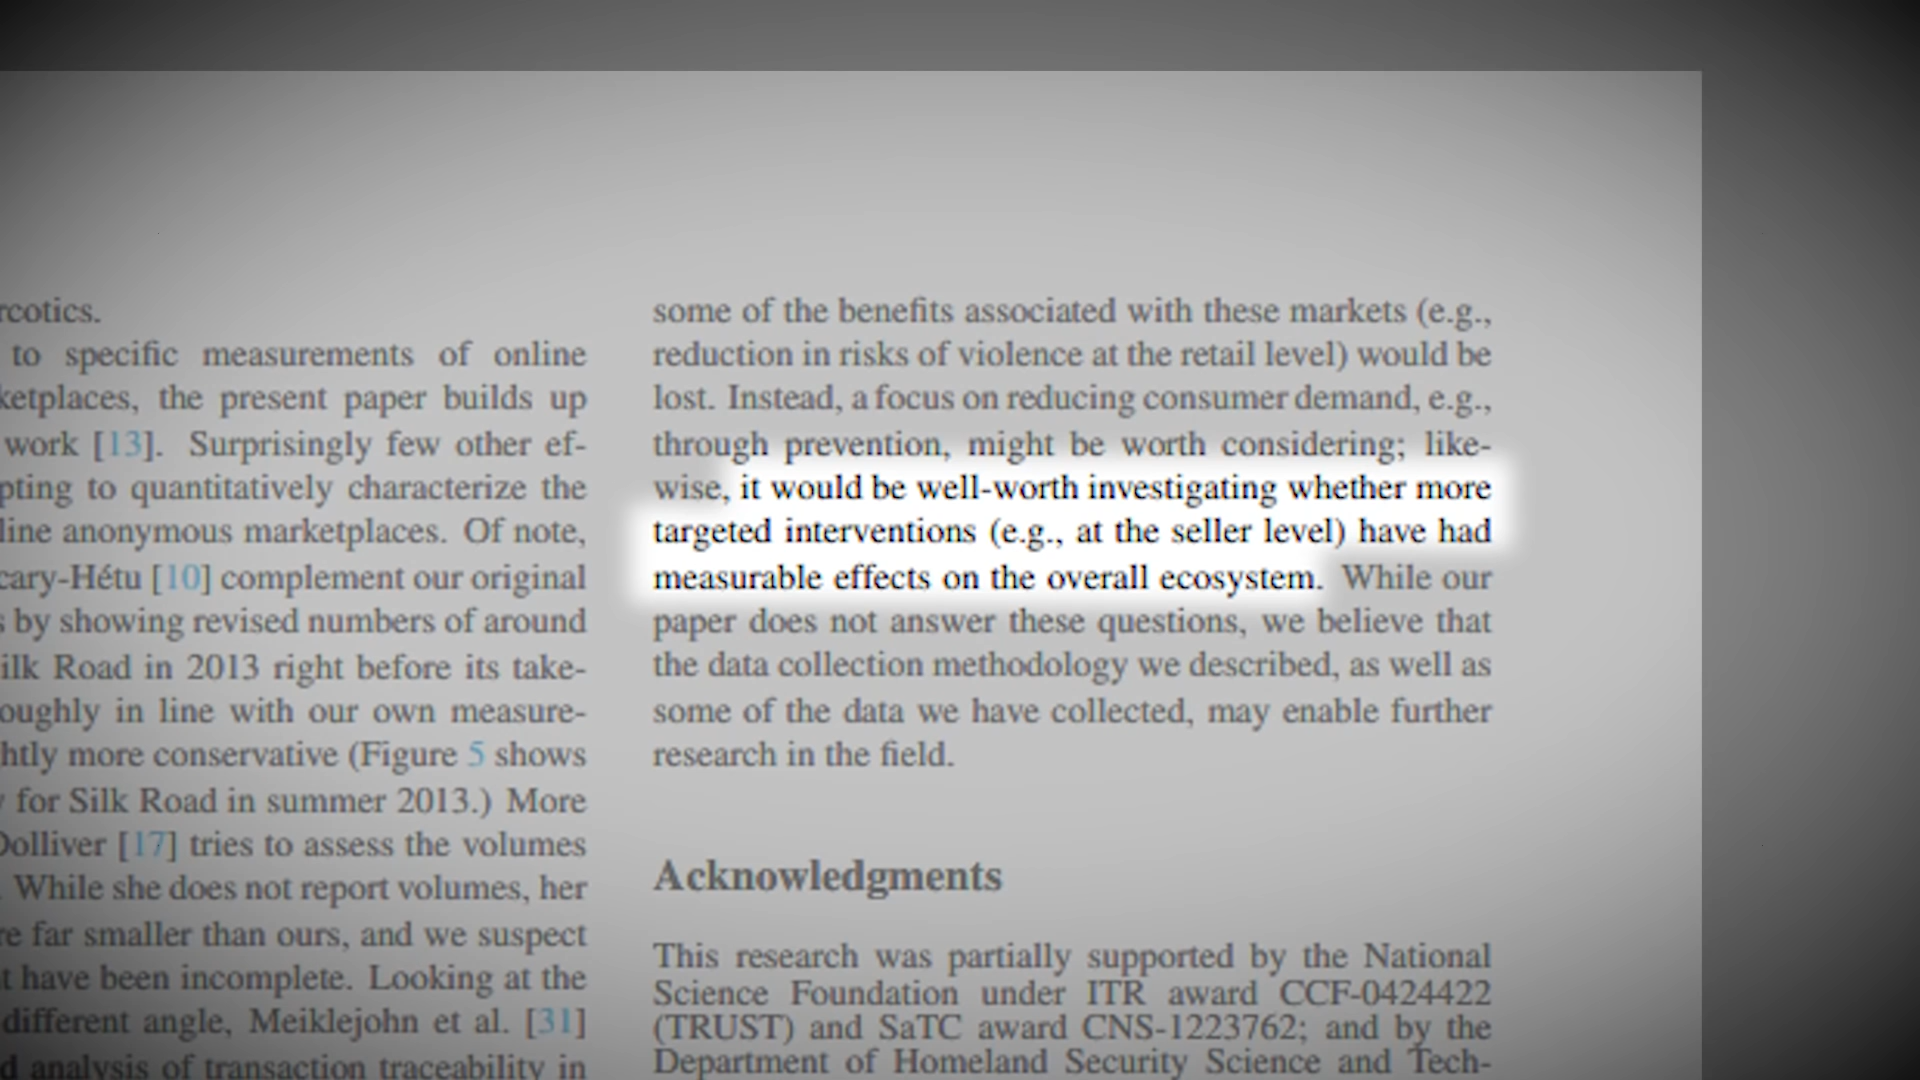 rcotics.
to specific measurements of online
ketplaces, the present paper builds up
work [13]. Surprisingly few other ef-
pting to quantitatively characterize the
line anonymous marketplaces. Of note,
cary-Hétu [10] complement our original
s by showing revised numbers of around
ilk Road in 2013 right before its take-
oughly in line with our own measure-
htly more conservative (Figure 5 shows
for Silk Road in summer 2013.) More
Dolliver [17] tries to assess the volumes
. While she does not report volumes, her
re far smaller than ours, and we suspect
t have been incomplete. Looking at the
different angle, Meiklejohn et al. [31]
d analysis of transaction traceability in
some of the benefits associated with these markets (e.g.,
reduction in risks of violence at the retail level) would be
lost. Instead, a focus on reducing consumer demand, e.g.,
through prevention, might be worth considering; like-
wise, it would be well-worth investigating whether more
targeted interventions (e.g., at the seller level) have had
measurable effects on the overall ecosystem. While our
paper does not answer these questions, we believe that
the data collection methodology we described, as well as
some of the data we have collected, may enable further
research in the field.
Acknowledgments
This research was partially supported by the National
Science Foundation under ITR award CCF-0424422
(TRUST) and SaTC award CNS-1223762; and by the
Department of Homeland Security Science and Tech-